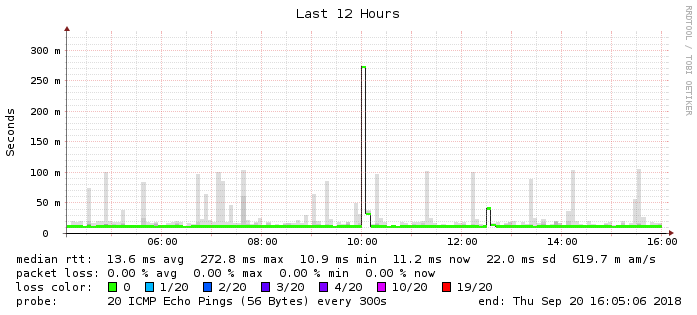 Last 12 Hours
RRDTOOL / TOBI OETIKER
Seconds
300 m
250 m
200 m
150 m
100 m
50 m
0
06:00 08:00 10:00 12:00 14:00 16:00
median rtt: 13.6 ms avg 272.8 ms max 10.9 ms min 11.2 ms now 22.0 ms sd 619.7 m am/s
packet loss: 0.00 % avg 0.00 % max 0.00 % min 0.00 % now
loss color: 0 1/20 2/20 3/20 4/20 10/20 19/20
probe: 20 ICMP Echo Pings (56 Bytes) every 300s end: Thu Sep 20 16:05:06 2018